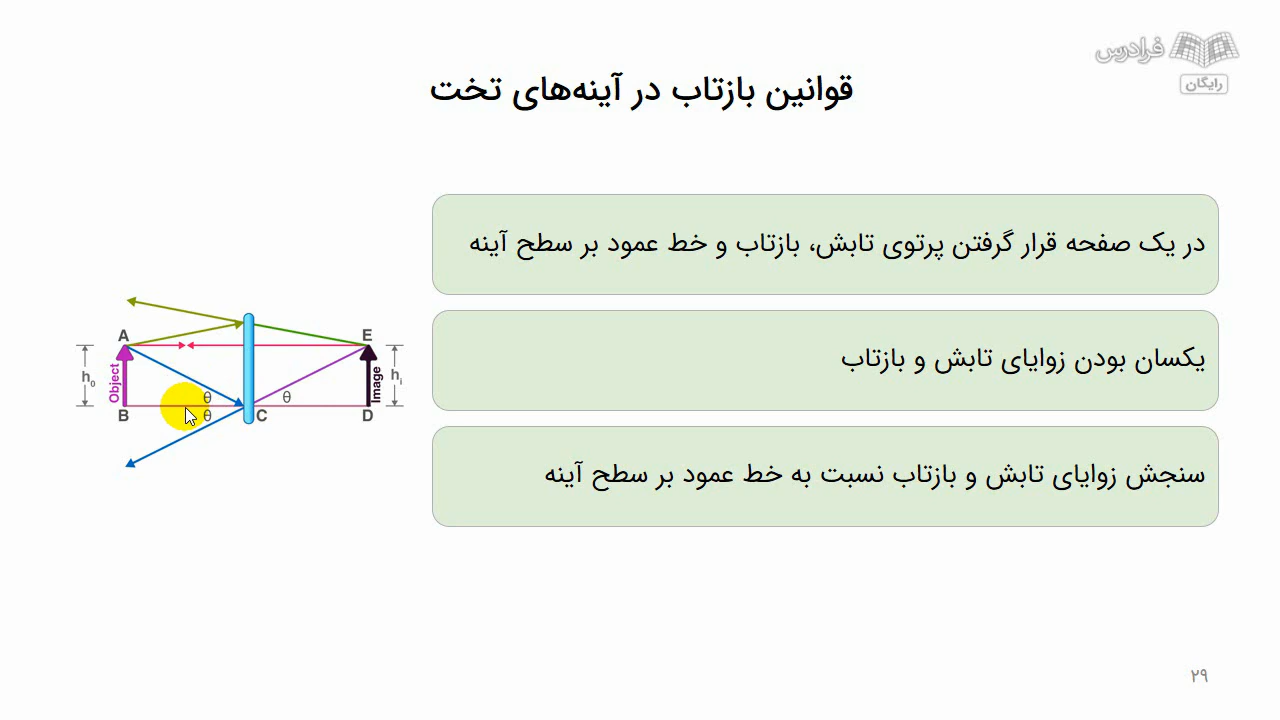 فرادرس
رایگان
قوانین بازتاب در آینه‌های تخت
در یک صفحه قرار گرفتن پرتوی تابش، بازتاب و خط عمود بر سطح آینه
یکسان بودن زوایای تابش و بازتاب
سنجش زوایای تابش و بازتاب نسبت به خط عمود بر سطح آینه
A
E
h₀
Object
θ
θ
θ
Image
hᵢ
B
C
D
۲۹